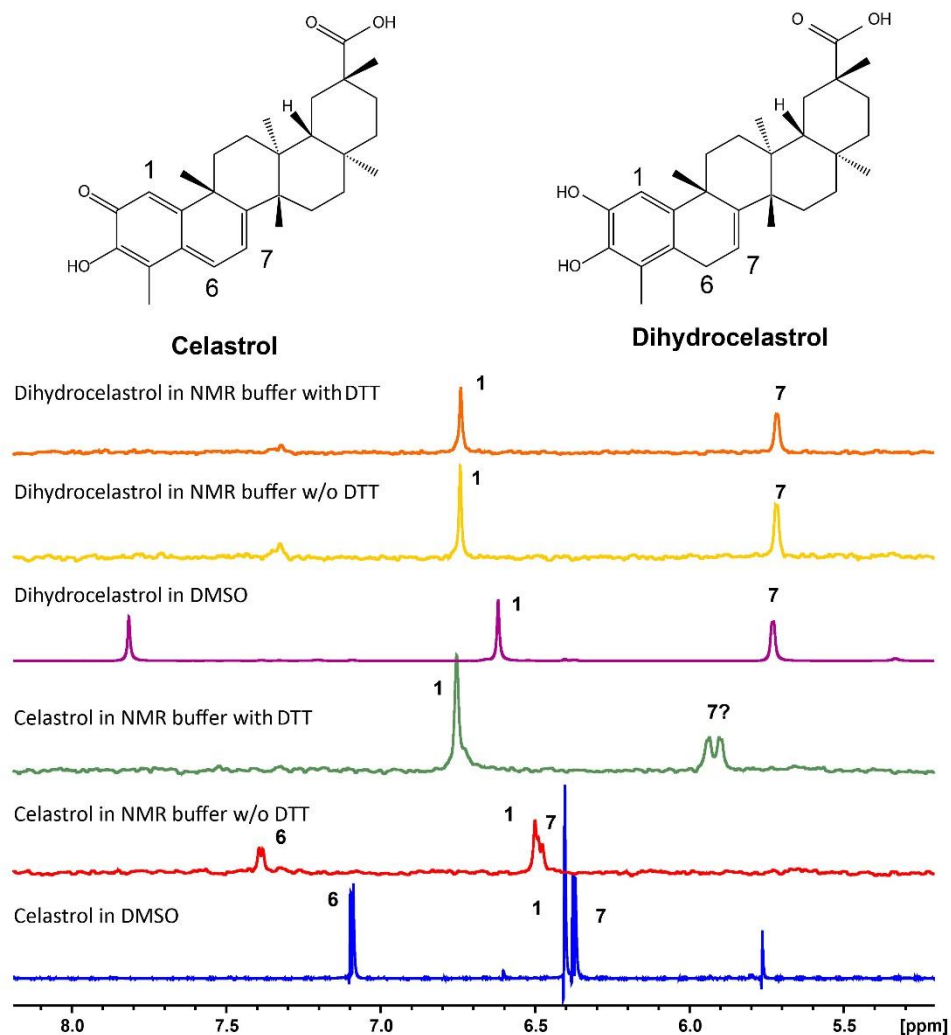 O OH
H
1
O
HO
7
6
Celastrol
O OH
H
1
HO
HO
7
6
Dihydrocelastrol
Dihydrocelastrol in NMR buffer with DTT
1
7
Dihydrocelastrol in NMR buffer w/o DTT
1
7
Dihydrocelastrol in DMSO
1
7
Celastrol in NMR buffer with DTT
1
7?
Celastrol in NMR buffer w/o DTT
6
1
7
Celastrol in DMSO
6
1
7
8.0 7.5 7.0 6.5 6.0 5.5 [ppm]